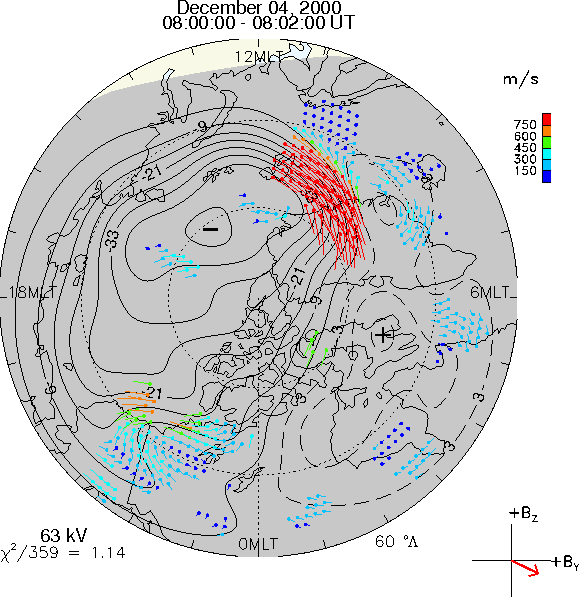 December 04, 2000
08:00:00 - 08:02:00 UT
12MLT
m/s
750
600
450
300
150
9
-21
-33
18MLT
6MLT
-21
-9
3
+
-21
3
3
3
0MLT
60 °Λ
63 kV
χ²/359 = 1.14
+BZ
+BY